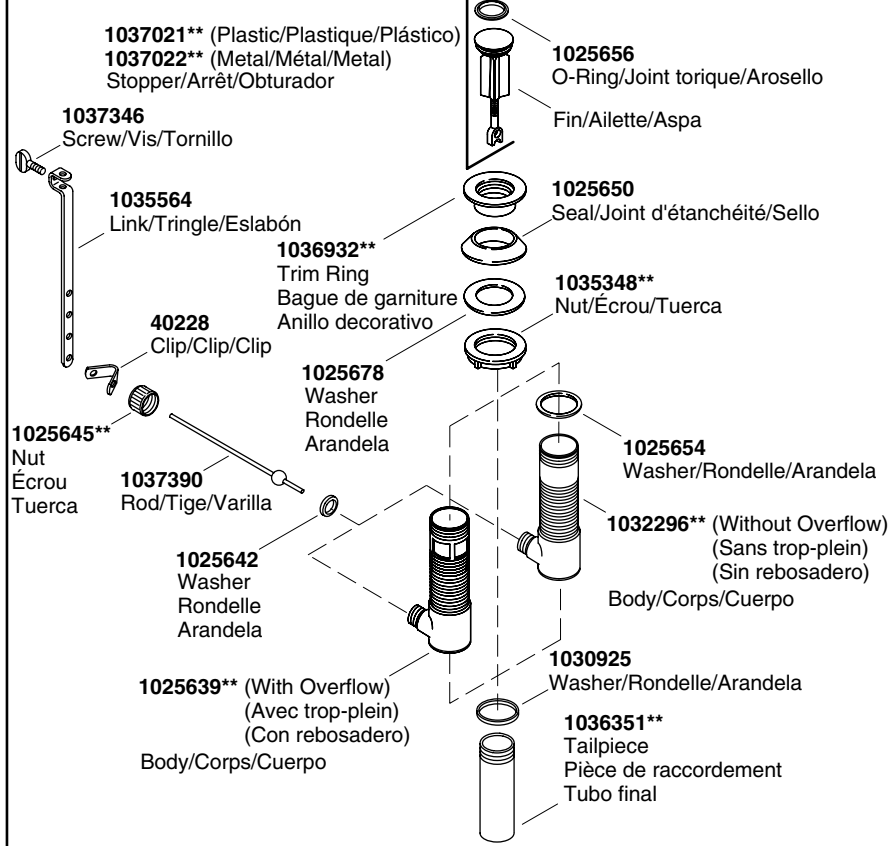 1037021** (Plastic/Plastique/Plástico)
1037022** (Metal/Métal/Metal)
Stopper/Arrêt/Obturador
1025656
O-Ring/Joint torique/Arosello
Fin/Ailette/Aspa
1037346
Screw/Vis/Tornillo
1035564
Link/Tringle/Eslabón
1025650
Seal/Joint d'étanchéité/Sello
1036932**
Trim Ring
Bague de garniture
Anillo decorativo
1035348**
Nut/Écrou/Tuerca
40228
Clip/Clip/Clip
1025678
Washer
Rondelle
Arandela
1025645**
Nut
Écrou
Tuerca
1037390
Rod/Tige/Varilla
1025654
Washer/Rondelle/Arandela
1032296** (Without Overflow)
(Sans trop-plein)
(Sin rebosadero)
Body/Corps/Cuerpo
1025642
Washer
Rondelle
Arandela
1025639** (With Overflow)
(Avec trop-plein)
(Con rebosadero)
Body/Corps/Cuerpo
1030925
Washer/Rondelle/Arandela
1036351**
Tailpiece
Pièce de raccordement
Tubo final